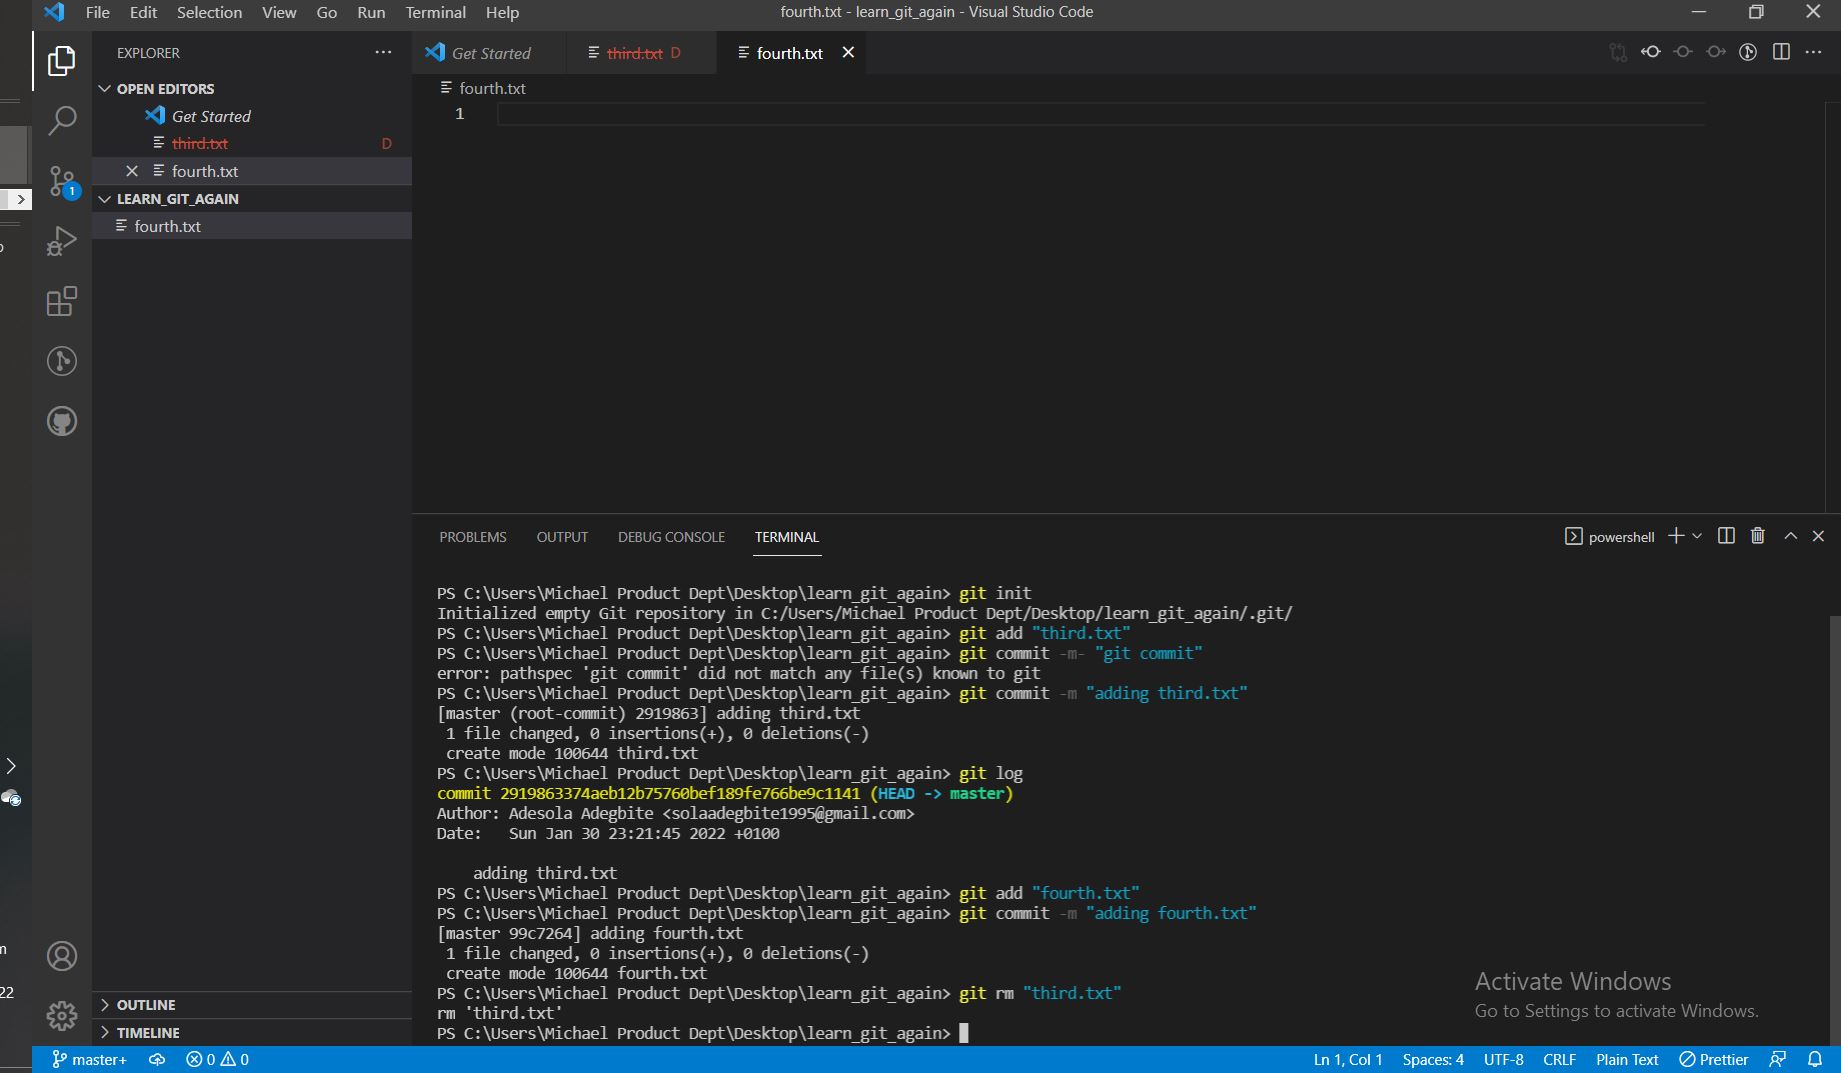 File Edit Selection View Go Run Terminal Help
fourth.txt - learn_git_again - Visual Studio Code
EXPLORER
OPEN EDITORS
Get Started
third.txt D
fourth.txt
LEARN_GIT_AGAIN
fourth.txt
OUTLINE
TIMELINE
Get Started
third.txt D
fourth.txt
fourth.txt
1
PROBLEMS OUTPUT DEBUG CONSOLE TERMINAL
powershell
PS C:\Users\Michael Product Dept\Desktop\learn_git_again> git init
Initialized empty Git repository in C:/Users/Michael Product Dept/Desktop/learn_git_again/.git/
PS C:\Users\Michael Product Dept\Desktop\learn_git_again> git add "third.txt"
PS C:\Users\Michael Product Dept\Desktop\learn_git_again> git commit -m- "git commit"
error: pathspec 'git commit' did not match any file(s) known to git
PS C:\Users\Michael Product Dept\Desktop\learn_git_again> git commit -m "adding third.txt"
[master (root-commit) 2919863] adding third.txt
1 file changed, 0 insertions(+), 0 deletions(-)
create mode 100644 third.txt
PS C:\Users\Michael Product Dept\Desktop\learn_git_again> git log
commit 2919863374aeb12b75760bef189fe766be9c1141 (HEAD -> master)
Author: Adesola Adegbite <solaadegbite1995@gmail.com>
Date: Sun Jan 30 23:21:45 2022 +0100
adding third.txt
PS C:\Users\Michael Product Dept\Desktop\learn_git_again> git add "fourth.txt"
PS C:\Users\Michael Product Dept\Desktop\learn_git_again> git commit -m "adding fourth.txt"
[master 99c7264] adding fourth.txt
1 file changed, 0 insertions(+), 0 deletions(-)
create mode 100644 fourth.txt
PS C:\Users\Michael Product Dept\Desktop\learn_git_again> git rm "third.txt"
rm 'third.txt'
PS C:\Users\Michael Product Dept\Desktop\learn_git_again>
Activate Windows
Go to Settings to activate Windows.
1
22
master+ 0 0
Ln 1, Col 1 Spaces: 4 UTF-8 CRLF Plain Text Prettier